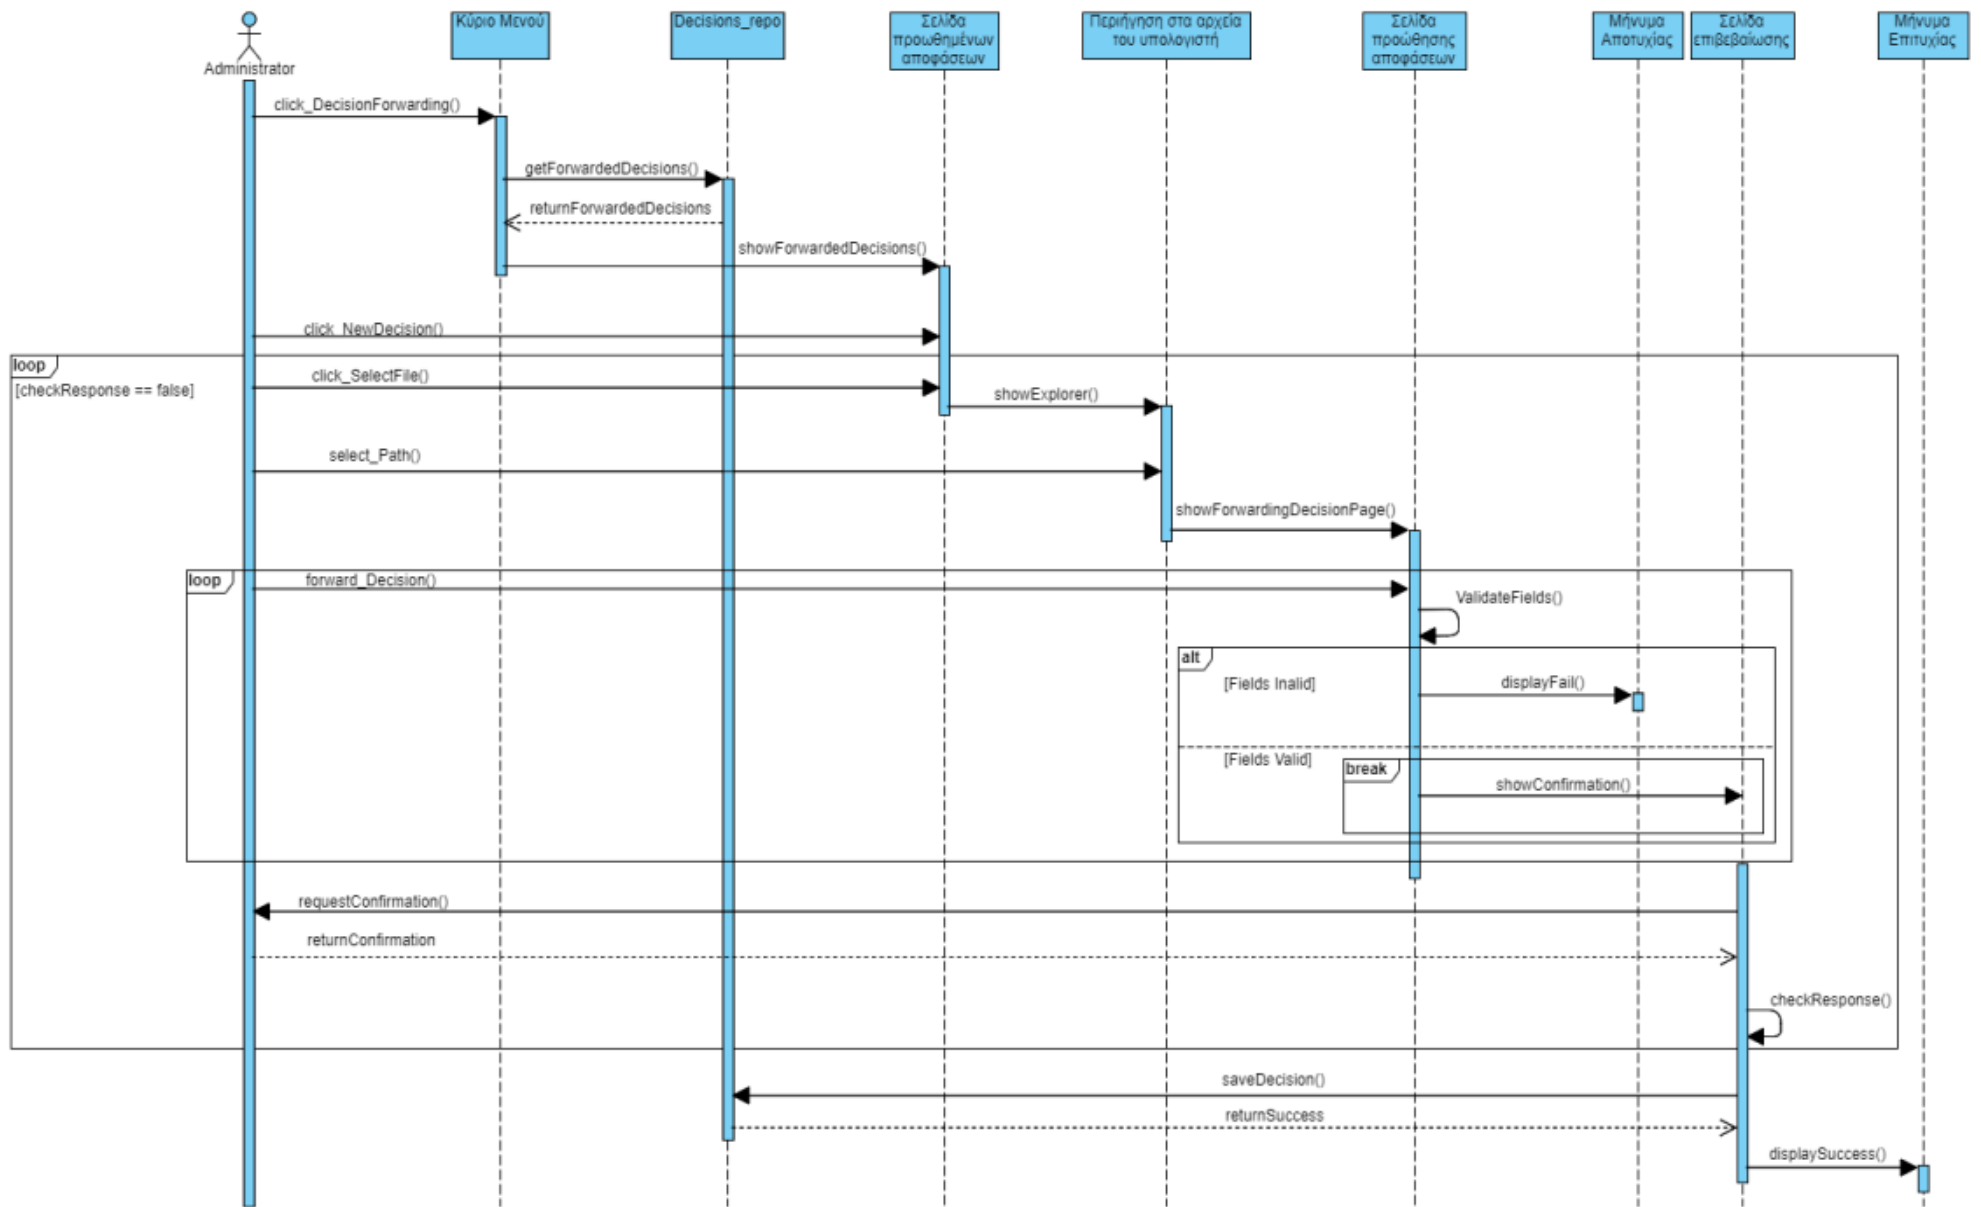 Administrator
Κύριο Μενού
Decisions_repo
Σελίδα
προωθημένων
αποφάσεων
Περιήγηση στα αρχεία
του υπολογιστή
Σελίδα
προώθησης
αποφάσεων
Μήνυμα
Αποτυχίας
Σελίδα
επιβεβαίωσης
Μήνυμα
Επιτυχίας
click_DecisionForwarding()
getForwardedDecisions()
returnForwardedDecisions
showForwardedDecisions()
click_NewDecision()
loop
[checkResponse == false]
click_SelectFile()
showExplorer()
select_Path()
showForwardingDecisionPage()
loop
forward_Decision()
ValidateFields()
alt
[Fields Inalid]
displayFail()
[Fields Valid]
break
showConfirmation()
requestConfirmation()
returnConfirmation
checkResponse()
saveDecision()
returnSuccess
displaySuccess()